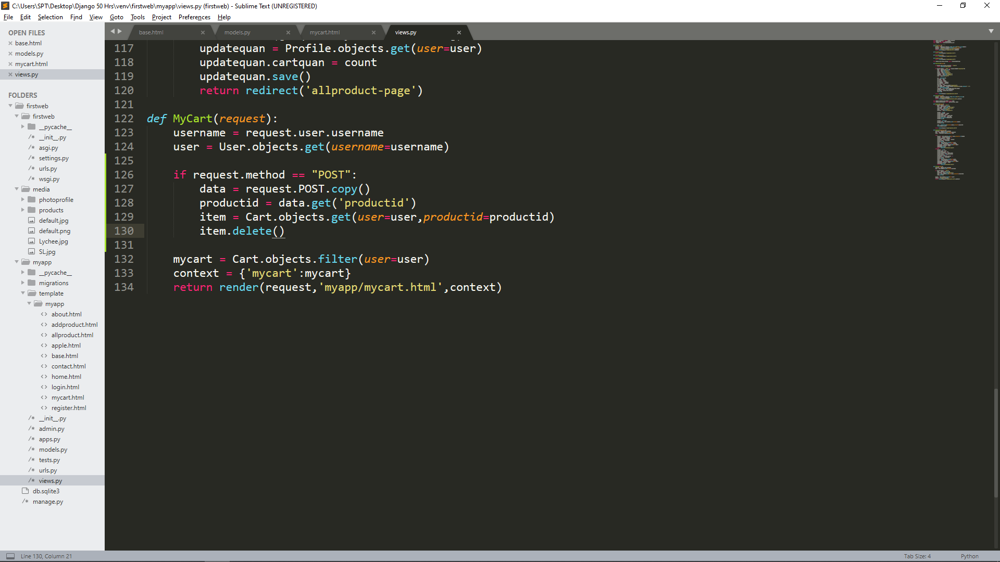 C:\Users\SPT\Desktop\Django 50 Hrs\venv\firstweb\myapp\views.py (firstweb) - Sublime Text (UNREGISTERED)
File Edit Selection Find View Goto Tools Project Preferences Help
OPEN FILES
base.html
models.py
mycart.html
views.py
FOLDERS
firstweb
firstweb
__pycache__
/* __init__.py
/* asgi.py
/* settings.py
/* urls.py
/* wsgi.py
media
photoprofile
products
default.jpg
default.png
Lychee.jpg
SL.jpg
myapp
__pycache__
migrations
template
myapp
<> about.html
<> addproduct.html
<> allproduct.html
<> apple.html
<> base.html
<> contact.html
<> home.html
<> login.html
<> mycart.html
<> register.html
/* __init__.py
/* admin.py
/* apps.py
/* models.py
/* tests.py
/* urls.py
/* views.py
db.sqlite3
/* manage.py
base.html models.py mycart.html views.py
117 updatequan = Profile.objects.get(user=user)
118 updatequan.cartquan = count
119 updatequan.save()
120 return redirect('allproduct-page')
121
122 def MyCart(request):
123 username = request.user.username
124 user = User.objects.get(username=username)
125
126 if request.method == "POST":
127 data = request.POST.copy()
128 productid = data.get('productid')
129 item = Cart.objects.get(user=user,productid=productid)
130 item.delete()
131
132 mycart = Cart.objects.filter(user=user)
133 context = {'mycart':mycart}
134 return render(request,'myapp/mycart.html',context)
Line 130, Column 21 Tab Size: 4 Python